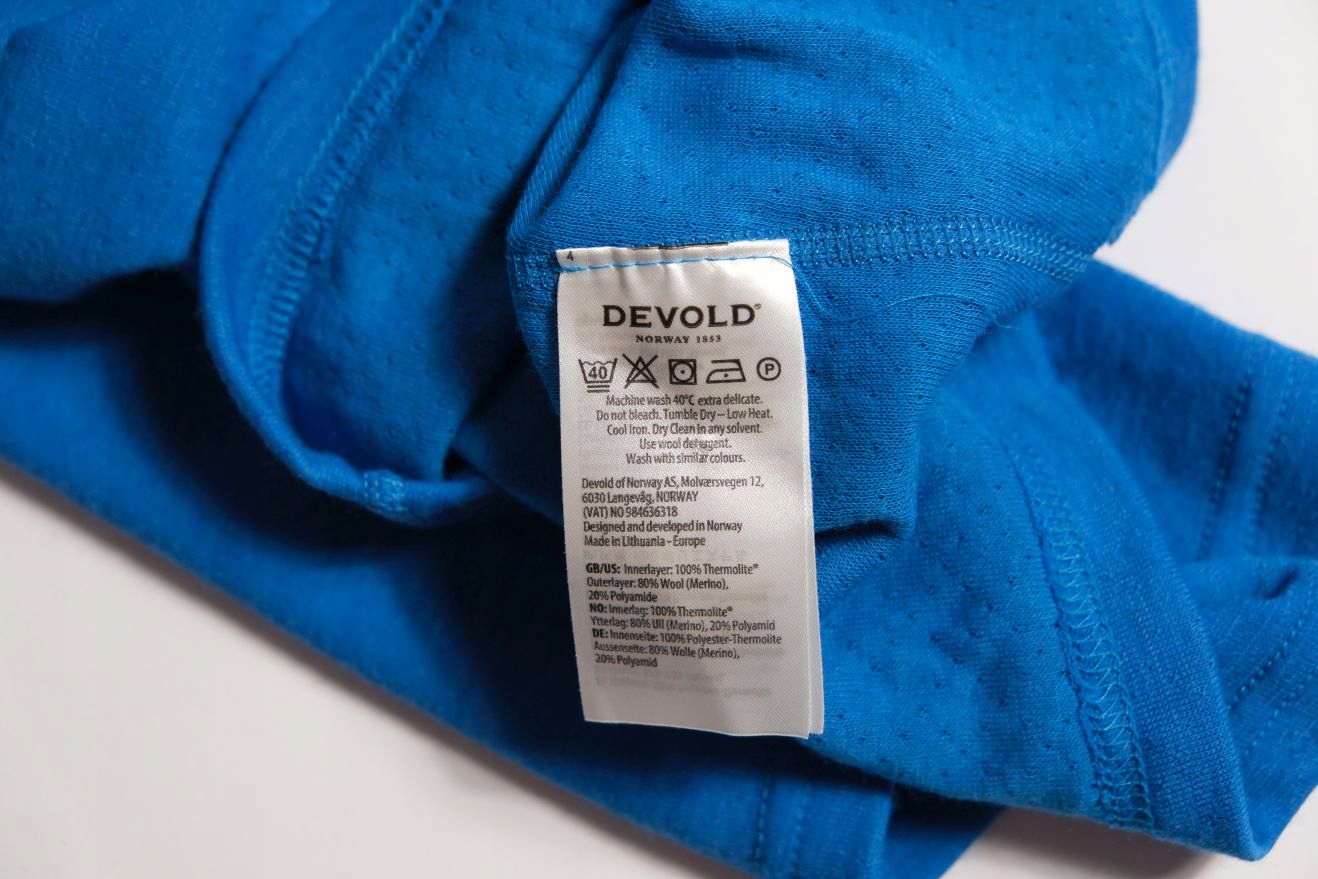 4
DEVOLD®
NORWAY 1853
40 P
Machine wash 40°C extra delicate.
Do not bleach. Tumble Dry – Low Heat.
Cool Iron. Dry Clean in any solvent.
Use wool detergent.
Wash with similar colours.
Devold of Norway AS, Molværsvegen 12,
6030 Langevåg, NORWAY
(VAT) NO 984636318
Designed and developed in Norway
Made in Lithuania - Europe
GB/US: Innerlayer: 100% Thermolite®
Outerlayer: 80% Wool (Merino),
20% Polyamide
NO: Innerlag: 100% Thermolite®
Ytterlag: 80% Ull (Merino), 20% Polyamid
DE: Innenseite: 100% Polyester-Thermolite
Aussenseite: 80% Wolle (Merino),
20% Polyamid